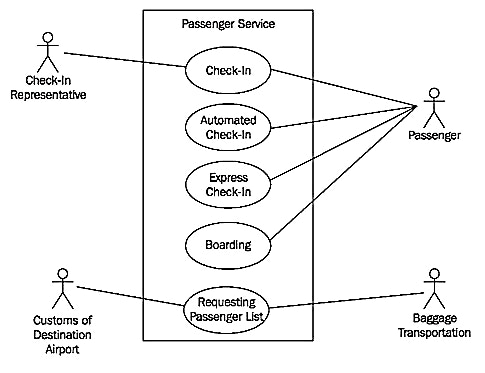 Passenger Service
Check-In
Representative
Check-In
Automated
Check-In
Passenger
Express
Check-In
Boarding
Customs of
Destination
Airport
Requesting
Passenger List
Baggage
Transportation